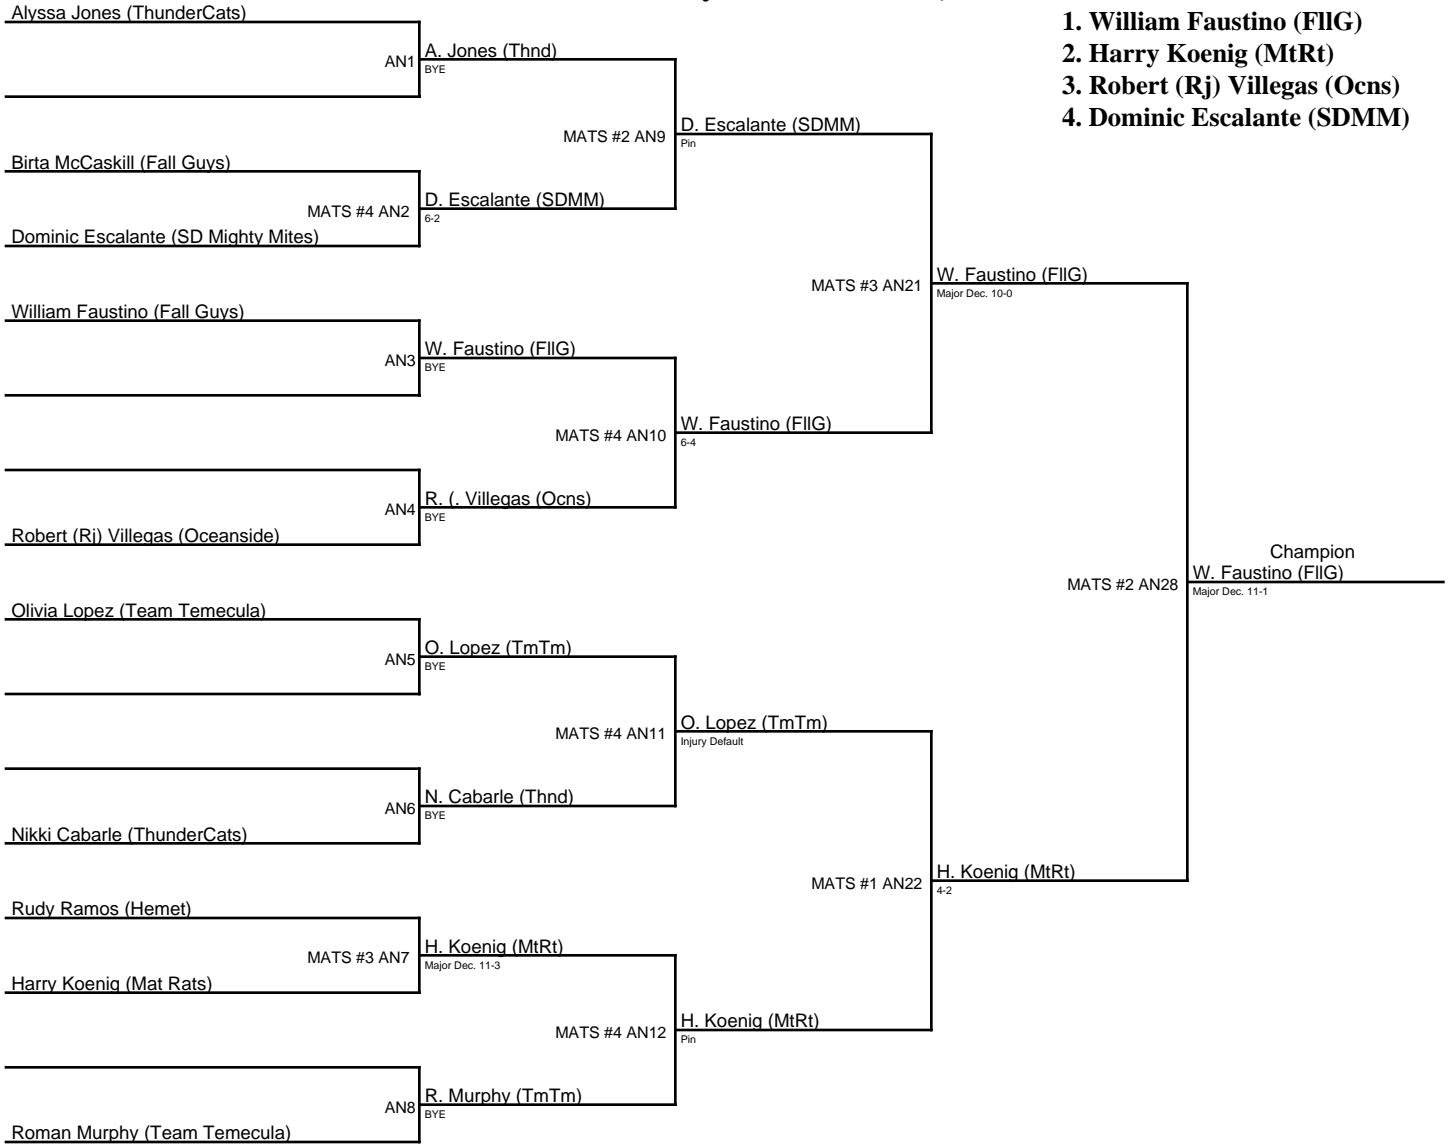 1. William Faustino (FllG)
2. Harry Koenig (MtRt)
3. Robert (Rj) Villegas (Ocns)
4. Dominic Escalante (SDMM)
Alyssa Jones (ThunderCats)
AN1
A. Jones (Thnd)
BYE
MATS #2 AN9
D. Escalante (SDMM)
Pin
Birta McCaskill (Fall Guys)
MATS #4 AN2
D. Escalante (SDMM)
6-2
Dominic Escalante (SD Mighty Mites)
MATS #3 AN21
W. Faustino (FllG)
Major Dec. 10-0
William Faustino (Fall Guys)
AN3
W. Faustino (FllG)
BYE
MATS #4 AN10
W. Faustino (FllG)
6-4
AN4
R. (. Villegas (Ocns)
BYE
Robert (Rj) Villegas (Oceanside)
Champion
MATS #2 AN28
W. Faustino (FllG)
Major Dec. 11-1
Olivia Lopez (Team Temecula)
AN5
O. Lopez (TmTm)
BYE
MATS #4 AN11
O. Lopez (TmTm)
Injury Default
AN6
N. Cabarle (Thnd)
BYE
Nikki Cabarle (ThunderCats)
MATS #1 AN22
H. Koenig (MtRt)
4-2
Rudy Ramos (Hemet)
MATS #3 AN7
H. Koenig (MtRt)
Major Dec. 11-3
Harry Koenig (Mat Rats)
MATS #4 AN12
H. Koenig (MtRt)
Pin
AN8
R. Murphy (TmTm)
BYE
Roman Murphy (Team Temecula)